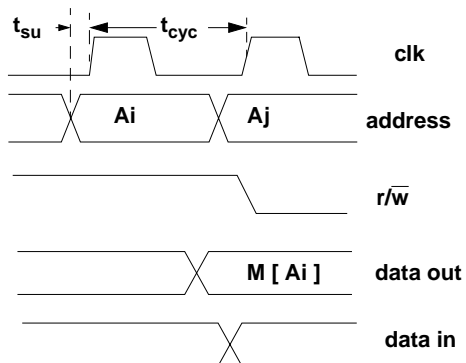 tsu tcyc
clk
Ai Aj address
r/w̅
M [ Ai ] data out
data in